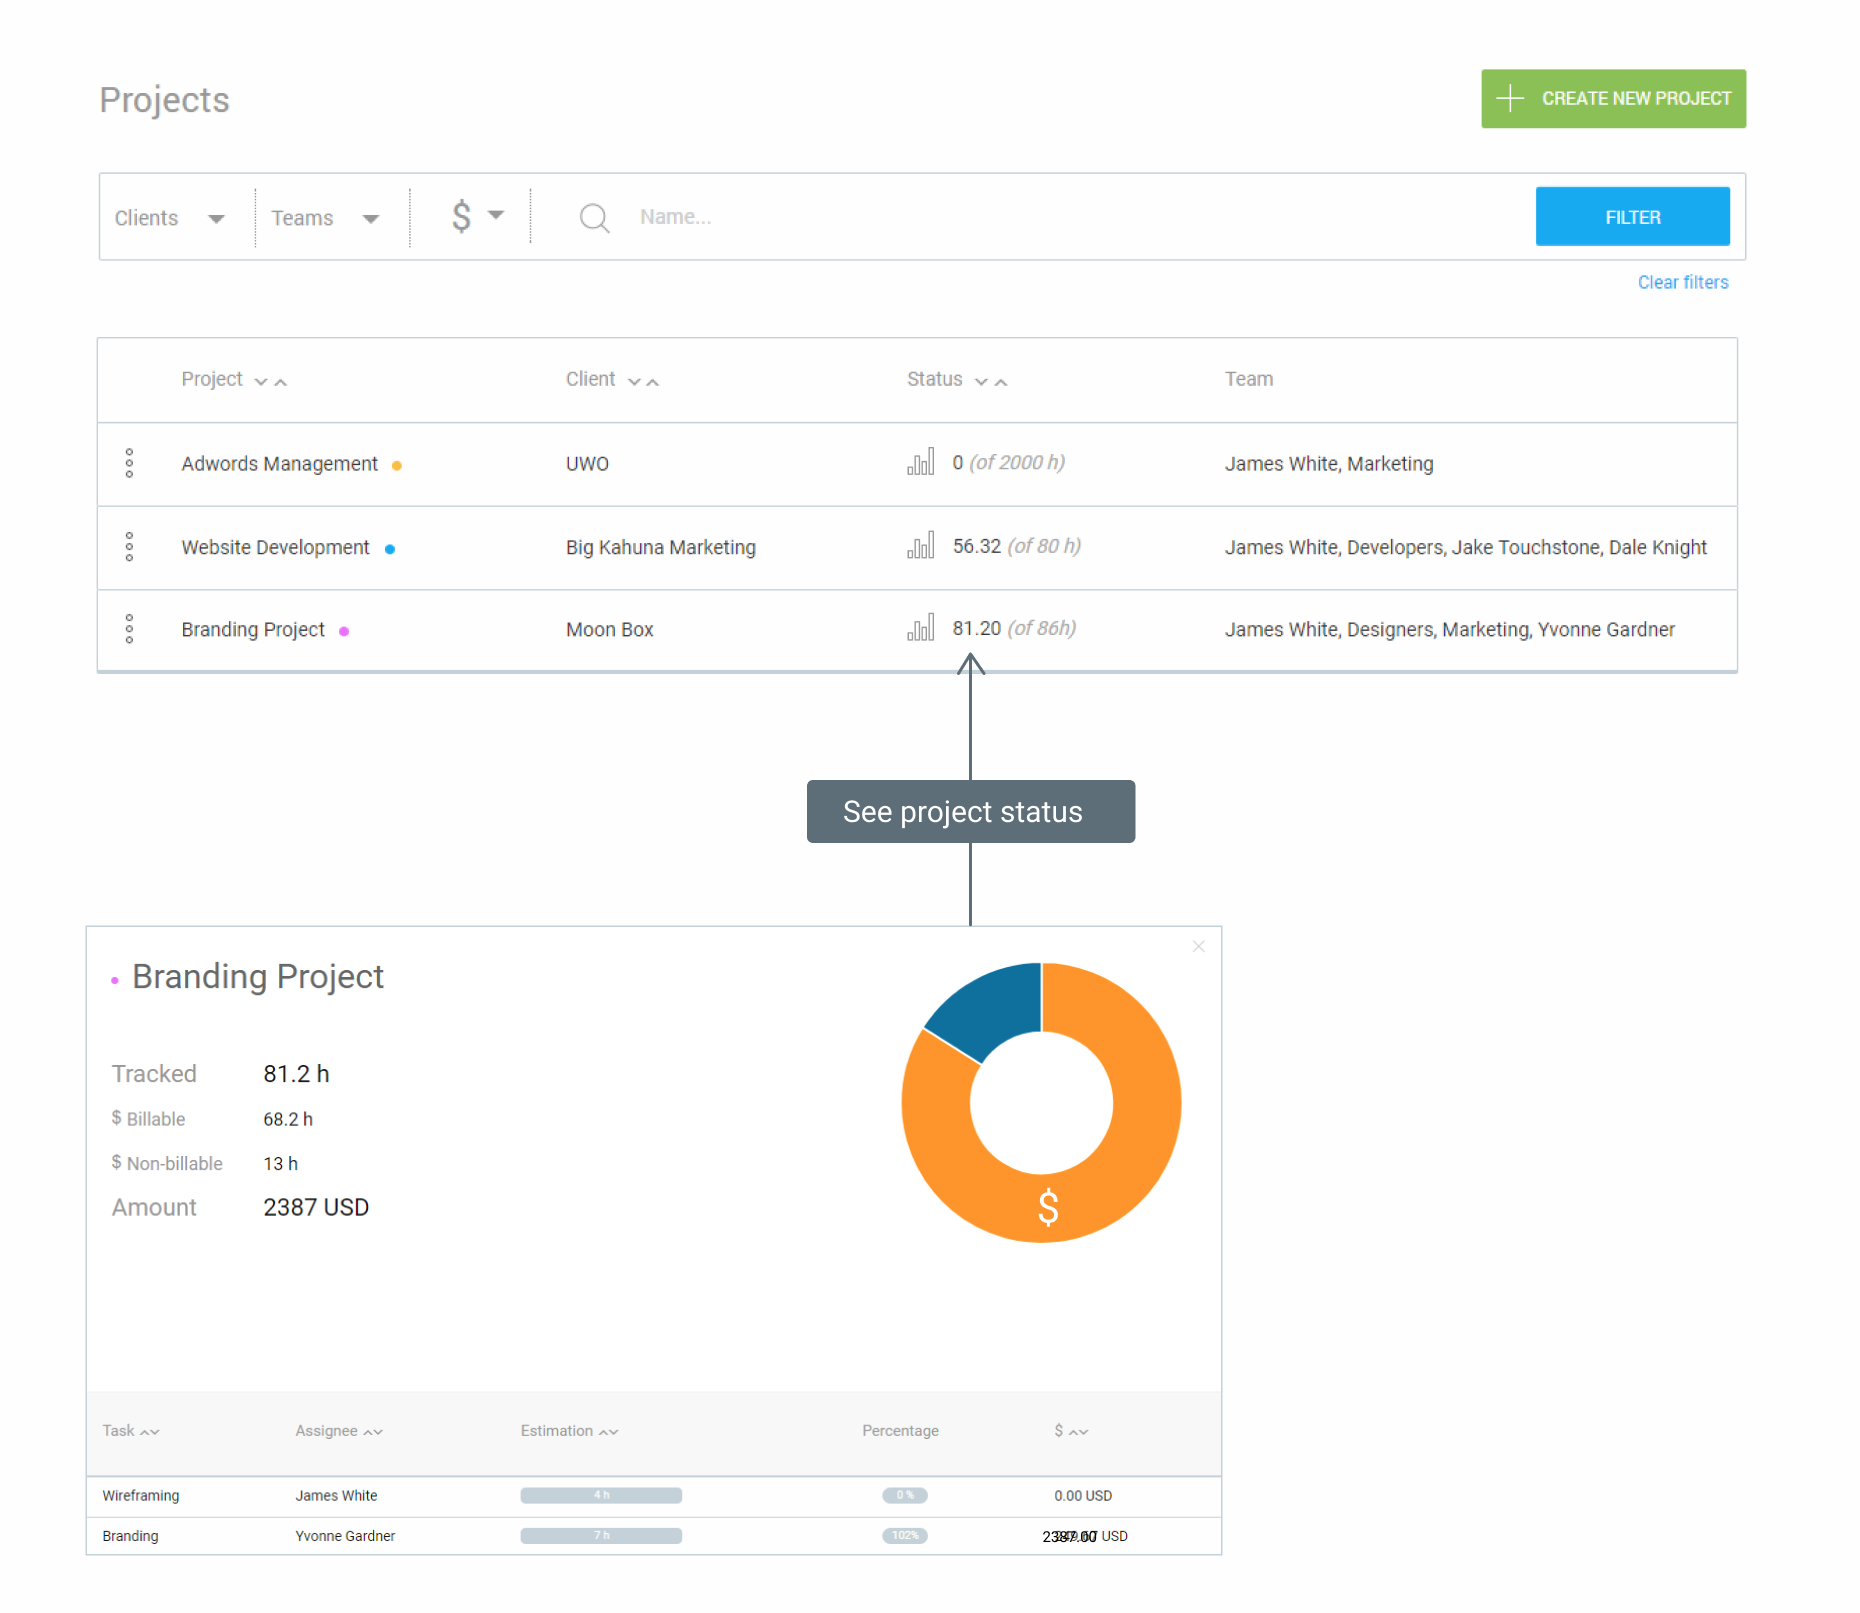 Projects
CREATE NEW PROJECT
Clients Teams $ Name... FILTER
Clear filters
Project Client Status Team
Adwords Management UWO 0 (of 2000 h) James White, Marketing
Website Development Big Kahuna Marketing 56.32 (of 80 h) James White, Developers, Jake Touchstone, Dale Knight
Branding Project Moon Box 81.20 (of 86h) James White, Designers, Marketing, Yvonne Gardner
See project status
Branding Project
Tracked 81.2 h
$ Billable 68.2 h
$ Non-billable 13 h
Amount 2387 USD
$
Task Assignee Estimation Percentage $
Wireframing James White 4 h 0 % 0.00 USD
Branding Yvonne Gardner 7 h 102% USD